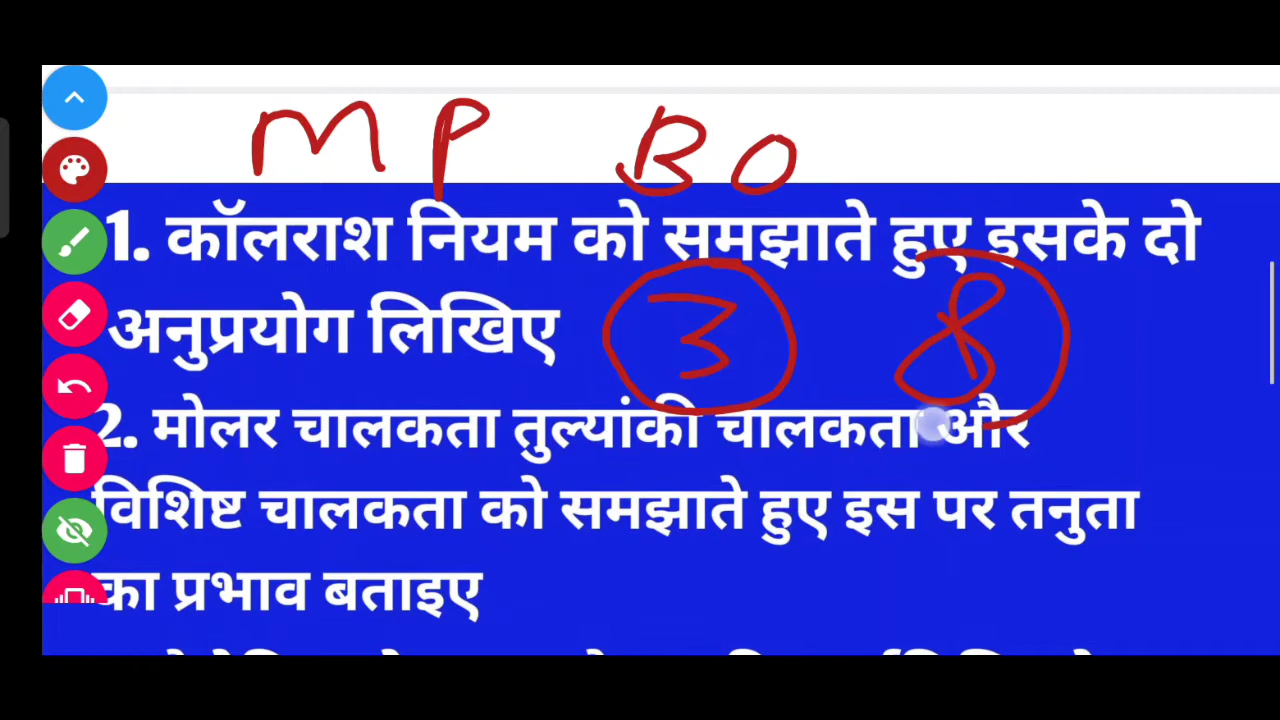 MP BO
1. कॉलराश नियम को समझाते हुए इसके दो
अनुप्रयोग लिखिए 3 8
2. मोलर चालकता तुल्यांकी चालकता और
विशिष्ट चालकता को समझाते हुए इस पर तनुता
का प्रभाव बताइए